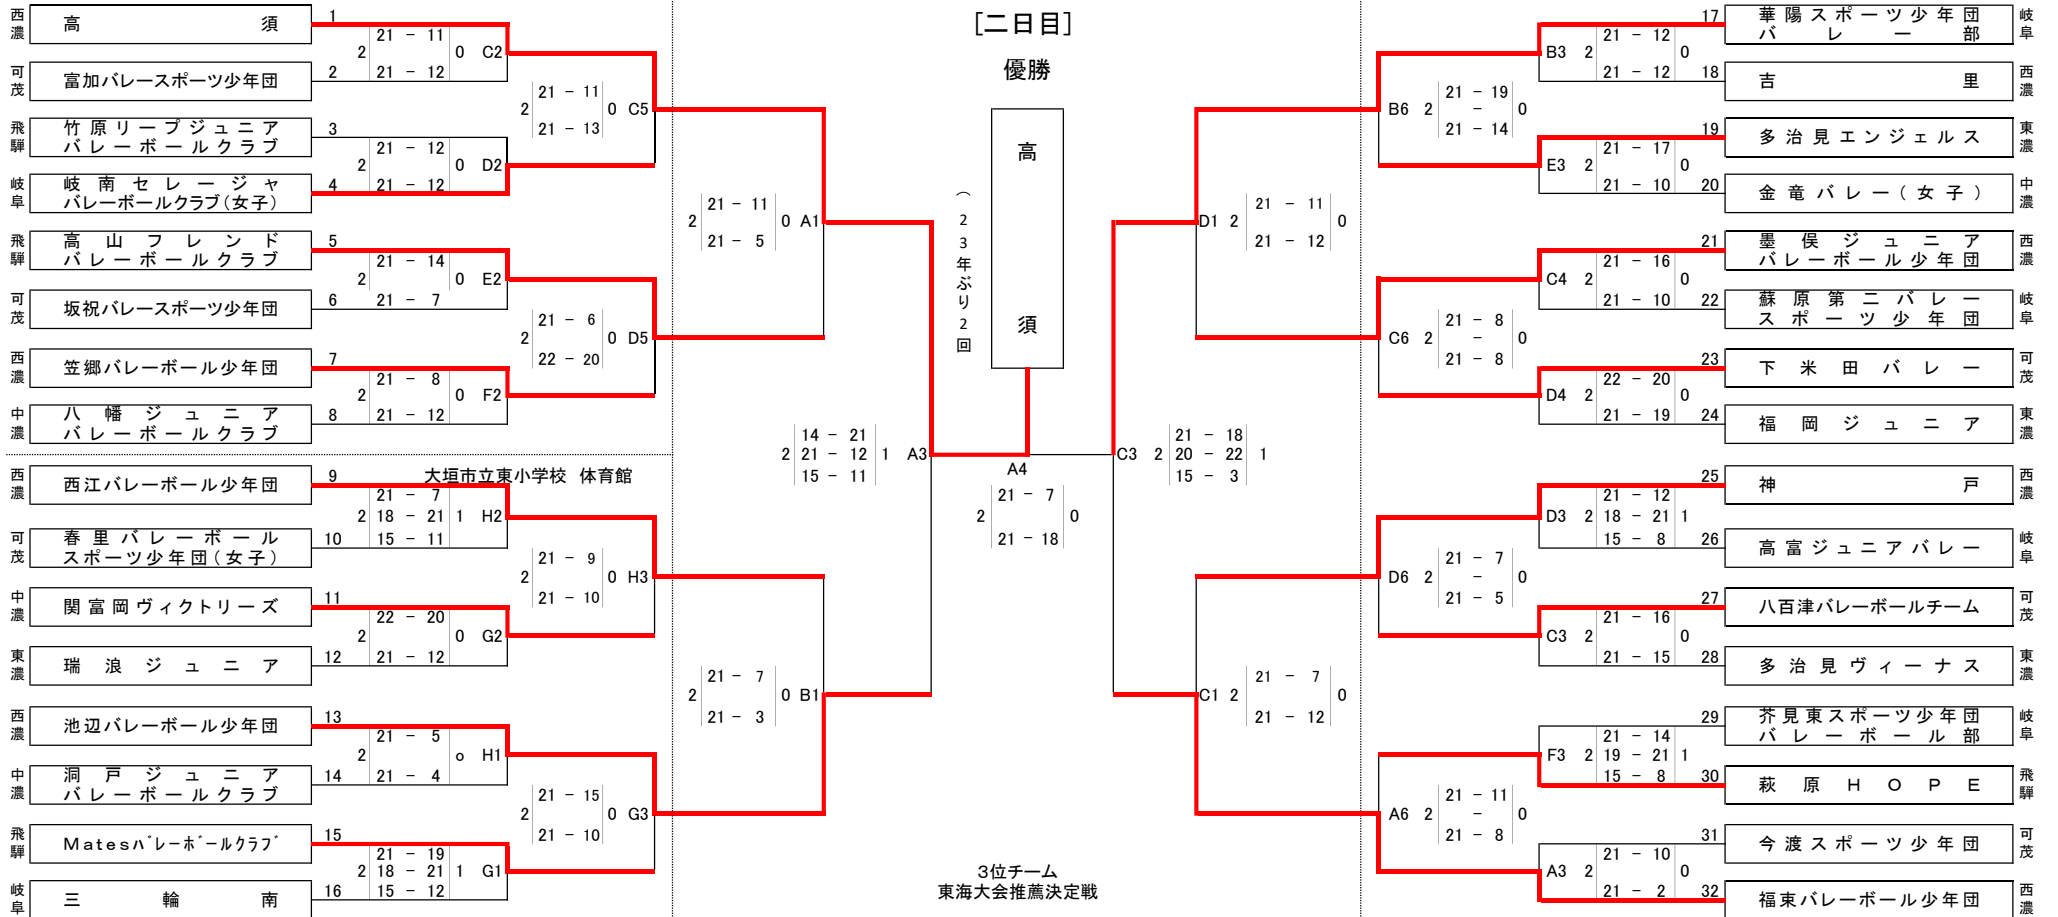 [二日目]
優勝
高須
（23年ぶり2回
西濃 高須 1
21 - 11
2 0 C2
21 - 12
可茂 富加バレースポーツ少年団 2
21 - 11
2 0 C5
21 - 13
飛騨 竹原リープジュニア
バレーボールクラブ 3
21 - 12
2 0 D2
21 - 12
岐阜 岐南セレージャ
バレーボールクラブ(女子) 4
21 - 11
2 0 A1
21 - 5
飛騨 高山フレンド
バレーボールクラブ 5
21 - 14
2 0 E2
21 - 7
可茂 坂祝バレースポーツ少年団 6
21 - 6
2 0 D5
22 - 20
西濃 笠郷バレーボール少年団 7
21 - 8
2 0 F2
21 - 12
中濃 八幡ジュニア
バレーボールクラブ 8
14 - 21
2 21 - 12 1 A3
15 - 11
大垣市立東小学校 体育館
西濃 西江バレーボール少年団 9
21 - 7
2 18 - 21 1 H2
15 - 11
可茂 春里バレーボール
スポーツ少年団(女子) 10
21 - 9
2 0 H3
21 - 10
中濃 関富岡ヴィクトリーズ 11
22 - 20
2 0 G2
21 - 12
東濃 瑞浪ジュニア 12
21 - 7
2 0 B1
21 - 3
西濃 池辺バレーボール少年団 13
21 - 5
2 o H1
21 - 4
中濃 洞戸ジュニア
バレーボールクラブ 14
21 - 15
2 0 G3
21 - 10
飛騨 Matesバレーボールクラブ 15
21 - 19
2 18 - 21 1 G1
15 - 12
岐阜 三輪南 16
A4
21 - 7
2 0
21 - 18
3位チーム
東海大会推薦決定戦
17 華陽スポーツ少年団
バレー部 岐阜
21 - 12
B3 2 0
21 - 12
18 吉里 西濃
21 - 19
B6 2 - 0
21 - 14
19 多治見エンジェルス 東濃
21 - 17
E3 2 0
21 - 10
20 金竜バレー(女子) 中濃
21 - 11
D1 2 0
21 - 12
21 墨俣ジュニア
バレーボール少年団 西濃
21 - 16
C4 2 0
21 - 10
22 蘇原第二バレー
スポーツ少年団 岐阜
21 - 8
C6 2 - 0
21 - 8
23 下米田バレー 可茂
22 - 20
D4 2 0
21 - 19
24 福岡ジュニア 東濃
21 - 18
C3 2 20 - 22 1
15 - 3
25 神戸 西濃
21 - 12
D3 2 18 - 21 1
15 - 8
26 高富ジュニアバレー 岐阜
21 - 7
D6 2 - 0
21 - 5
27 八百津バレーボールチーム 可茂
21 - 16
C3 2 0
21 - 15
28 多治見ヴィーナス 東濃
21 - 7
C1 2 0
21 - 12
29 芥見東スポーツ少年団
バレーボール部 岐阜
21 - 14
F3 2 19 - 21 1
15 - 8
30 萩原HOPE 飛騨
21 - 11
A6 2 - 0
21 - 8
31 今渡スポーツ少年団 可茂
21 - 10
A3 2 0
21 - 2
32 福東バレーボール少年団 西濃